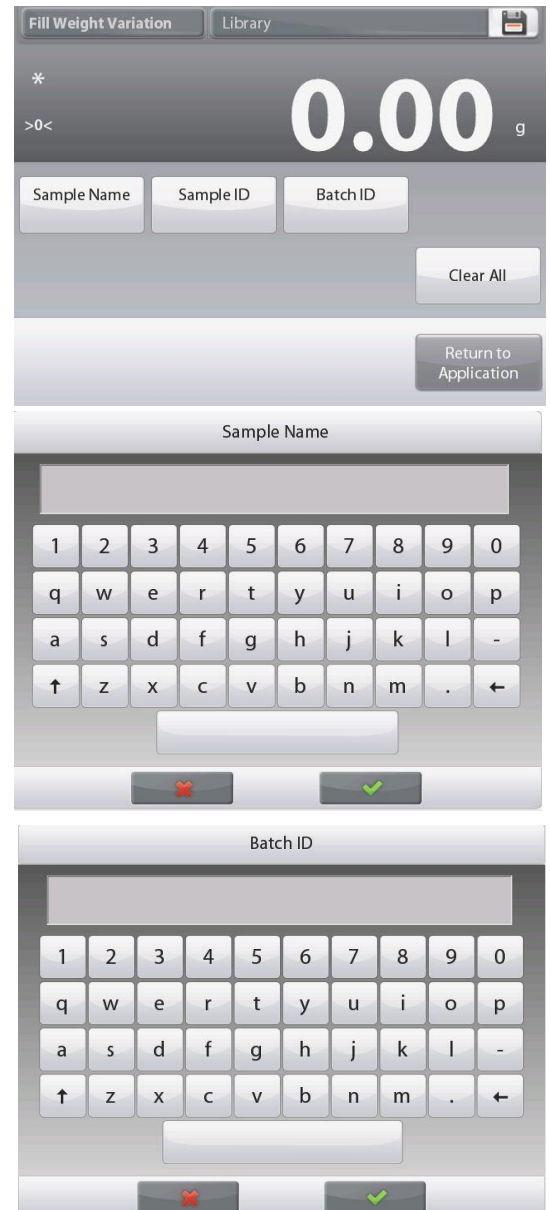 Fill Weight Variation Library
*
>0<
0.00 g
Sample Name Sample ID Batch ID
Clear All
Return to
Application
Sample Name
1 2 3 4 5 6 7 8 9 0
q w e r t y u i o p
a s d f g h j k l -
↑ z x c v b n m . ←
Batch ID
1 2 3 4 5 6 7 8 9 0
q w e r t y u i o p
a s d f g h j k l -
↑ z x c v b n m . ←